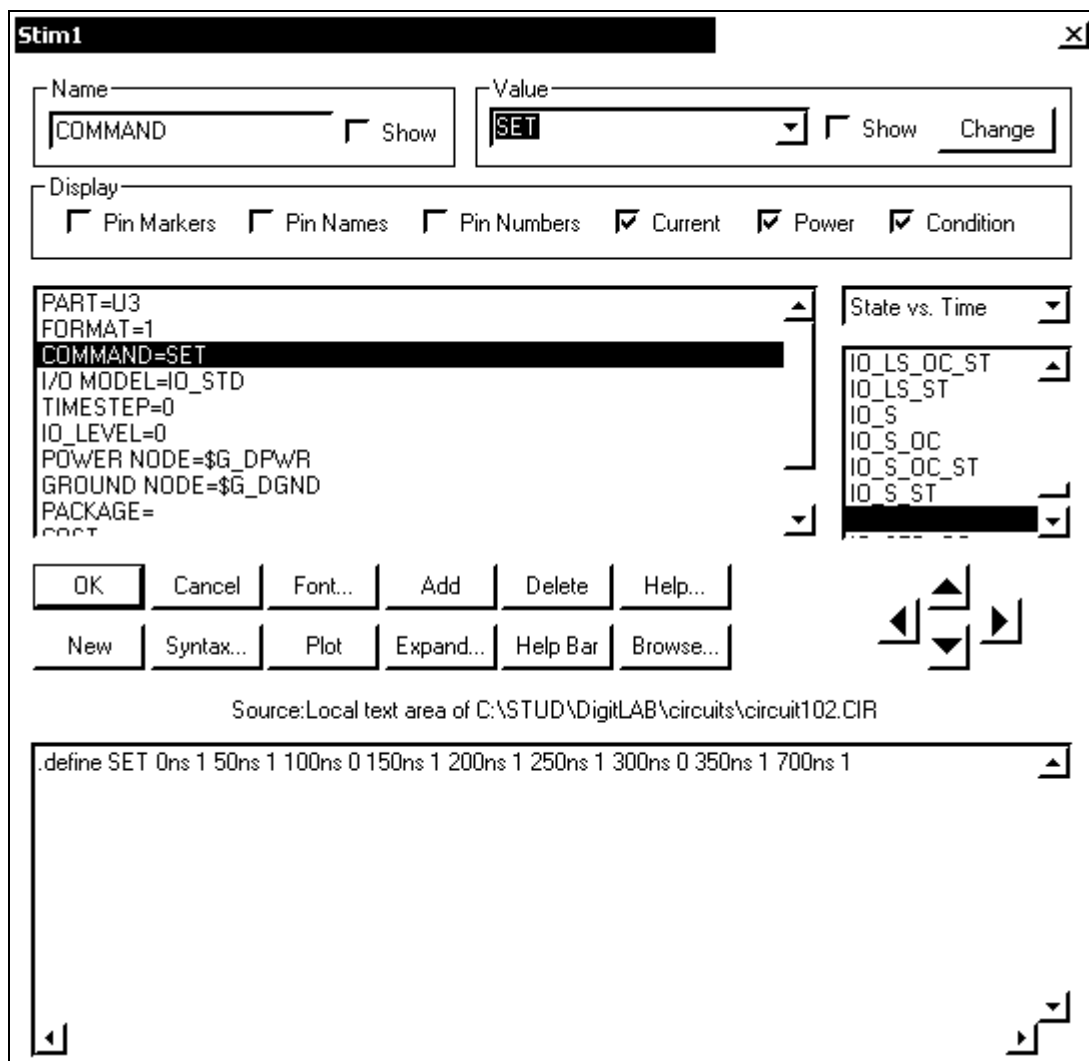 Stim1
Name
Value
COMMAND Show
SET Show Change
Display
Pin Markers Pin Names Pin Numbers Current Power Condition
PART=U3
FORMAT=1
COMMAND=SET
I/O MODEL=IO_STD
TIMESTEP=0
IO_LEVEL=0
POWER NODE=$G_DPWR
GROUND NODE=$G_DGND
PACKAGE=
State vs. Time
IO_LS_OC_ST
IO_LS_ST
IO_S
IO_S_OC
IO_S_OC_ST
IO_S_ST
OK Cancel Font... Add Delete Help...
New Syntax... Plot Expand... Help Bar Browse...
Source:Local text area of C:\STUD\DigitLAB\circuits\circuit102.CIR
.define SET 0ns 1 50ns 1 100ns 0 150ns 1 200ns 1 250ns 1 300ns 0 350ns 1 700ns 1